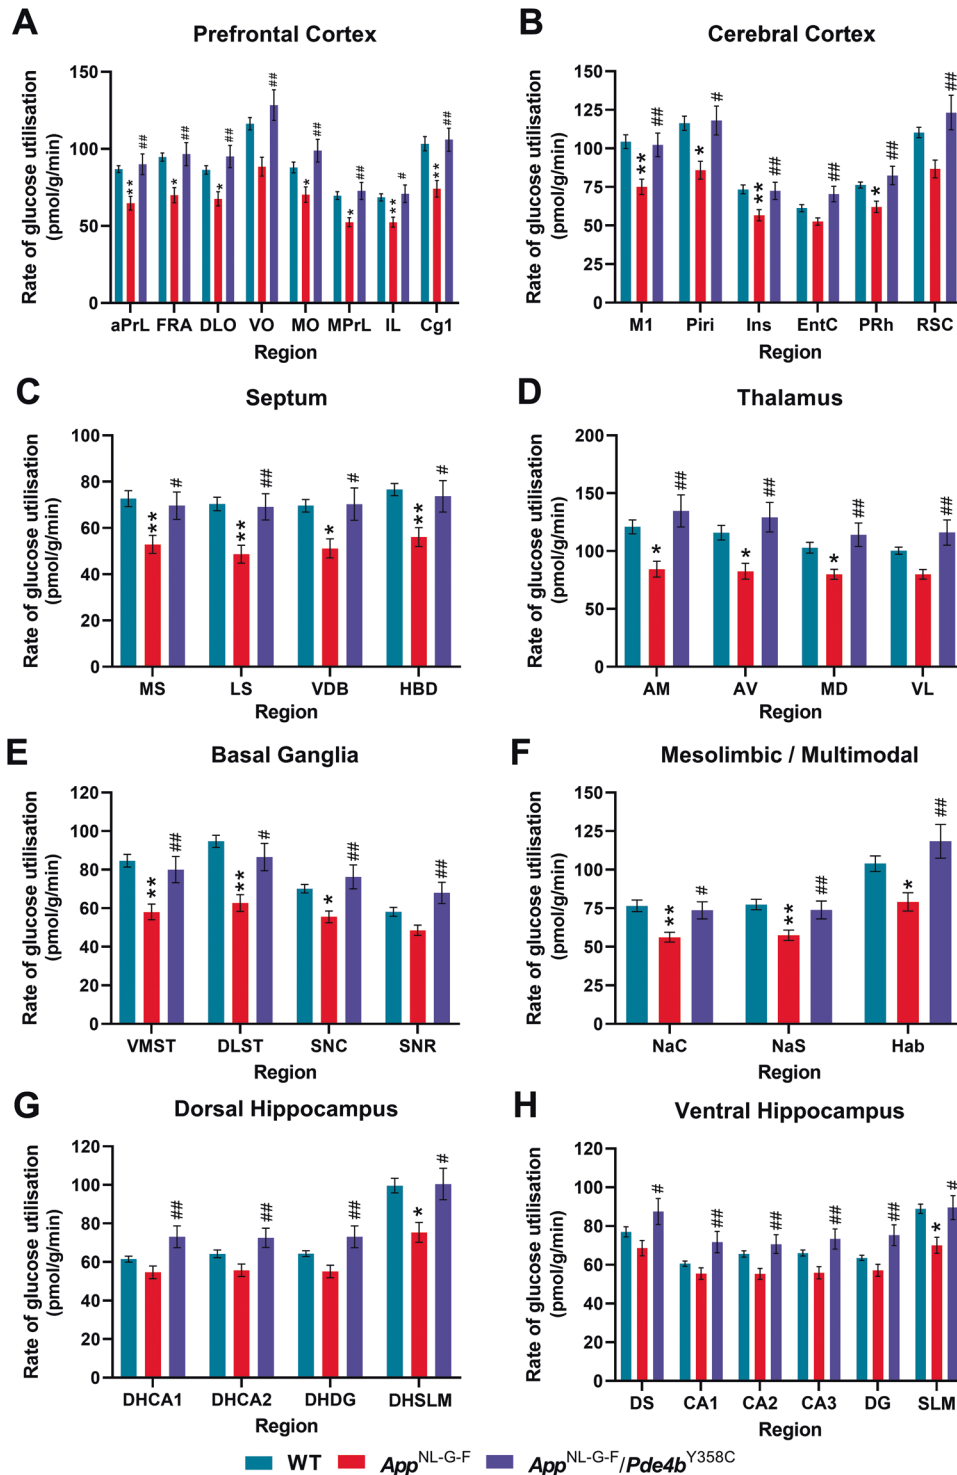 A
Prefrontal Cortex
Rate of glucose utilisation
(pmol/g/min)
150
100
50
0
** ## * ## * ## ## * ## * ## ** # ** ##
aPrL FRA DLO VO MO MPrL IL Cg1
Region
B
Cerebral Cortex
Rate of glucose utilisation
(pmol/g/min)
150
125
100
75
50
25
0
** ## * # ** ## ## * ## ##
M1 Piri Ins EntC PRh RSC
Region
C
Septum
Rate of glucose utilisation
(pmol/g/min)
100
80
60
40
20
0
** # ** ## * # ** #
MS LS VDB HBD
Region
D
Thalamus
Rate of glucose utilisation
(pmol/g/min)
200
150
100
50
0
* ## * ## * ## ##
AM AV MD VL
Region
E
Basal Ganglia
Rate of glucose utilisation
(pmol/g/min)
120
100
80
60
40
20
0
** ## ** # * ## ##
VMST DLST SNC SNR
Region
F
Mesolimbic / Multimodal
Rate of glucose utilisation
(pmol/g/min)
150
125
100
75
50
25
0
** # ** ## * ##
NaC NaS Hab
Region
G
Dorsal Hippocampus
Rate of glucose utilisation
(pmol/g/min)
120
100
80
60
40
20
0
## ## ## * #
DHCA1 DHCA2 DHDG DHSLM
Region
H
Ventral Hippocampus
Rate of glucose utilisation
(pmol/g/min)
120
100
80
60
40
20
0
# ## ## ## ## * #
DS CA1 CA2 CA3 DG SLM
Region
WT App^NL-G-F App^NL-G-F/Pde4b^Y358C